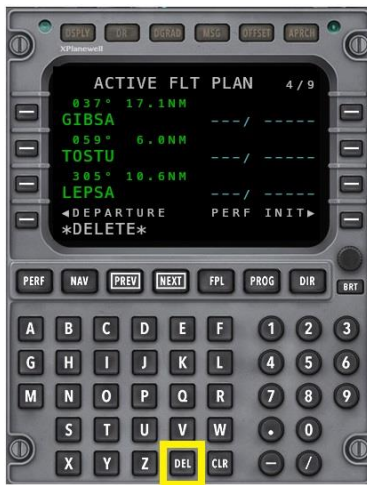 DSPLY DR DGRAD MSG OFFSET APRCH
XPlanewell
ACTIVE FLT PLAN 4/9
037° 17.1NM
GIBSA ---/ -----
059° 6.0NM
TOSTU ---/ -----
305° 10.6NM
LEPSA ---/ -----
◄DEPARTURE PERF INIT►
*DELETE*
PERF NAV PREV NEXT FPL PROG DIR BRT
A B C D E F 1 2 3
G H I J K L 4 5 6
M N O P Q R 7 8 9
S T U V W • 0
X Y Z DEL CLR − /